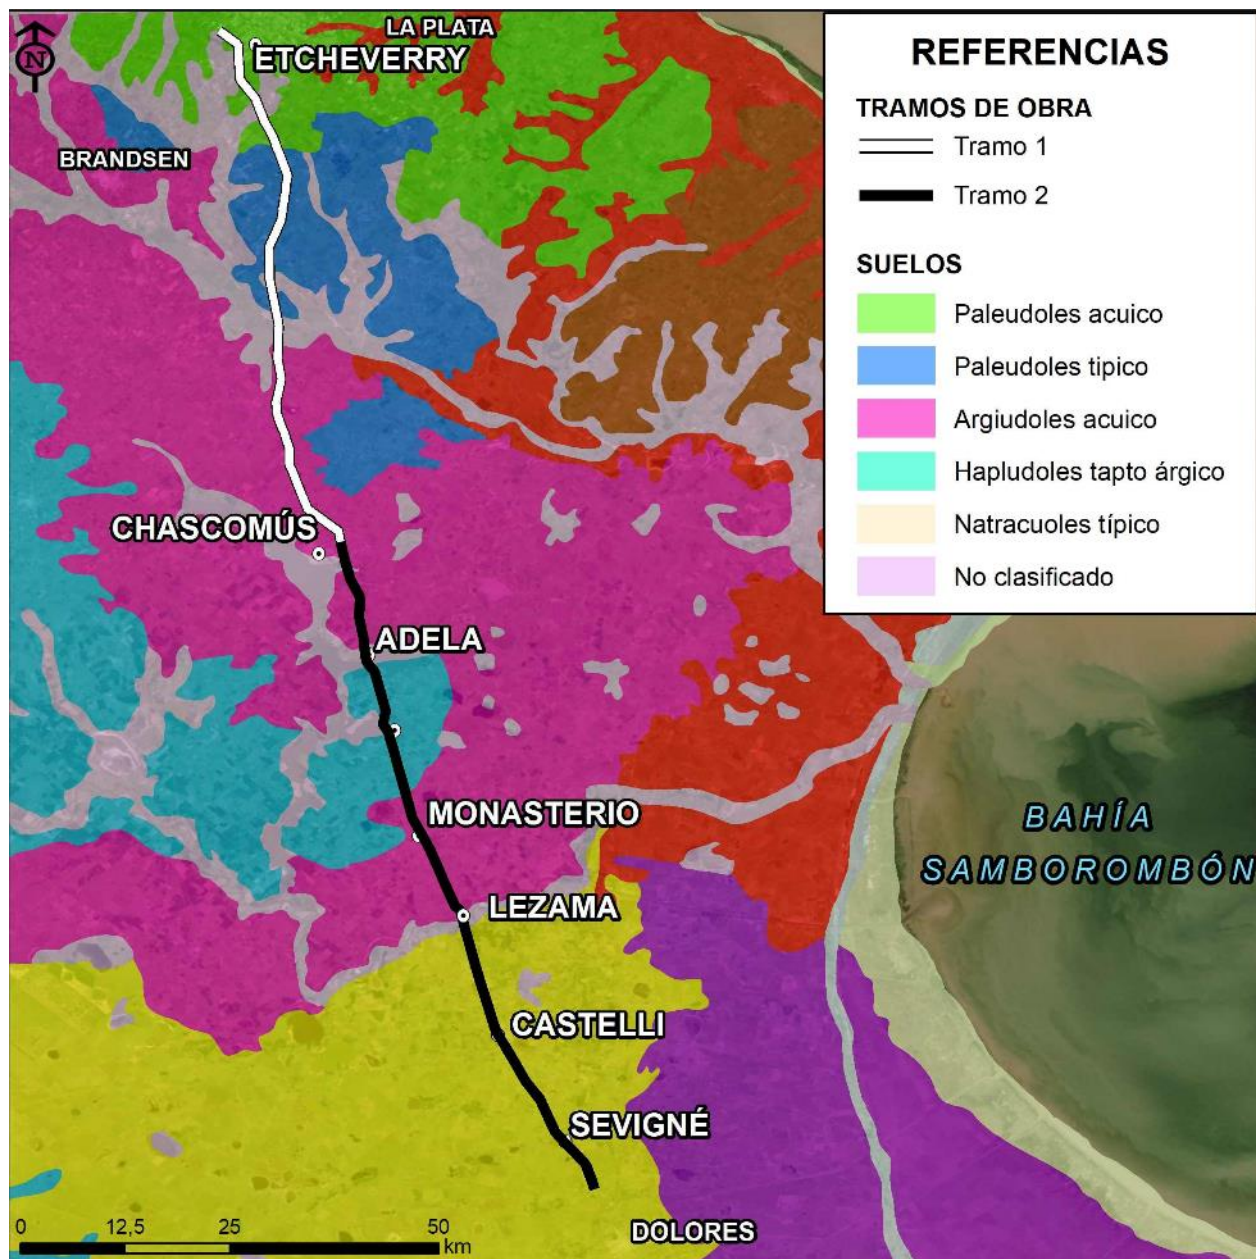 N
LA PLATA
ETCHEVERRY
BRANDSEN
CHASCOMÚS
ADELA
MONASTERIO
LEZAMA
CASTELLI
SEVIGNÉ
DOLORES
BAHÍA
SAMBOROMBÓN
0 12,5 25 50
km
REFERENCIAS
TRAMOS DE OBRA
Tramo 1
Tramo 2
SUELOS
Paleudoles acuico
Paleudoles tipico
Argiudoles acuico
Hapludoles tapto árgico
Natracuoles típico
No clasificado